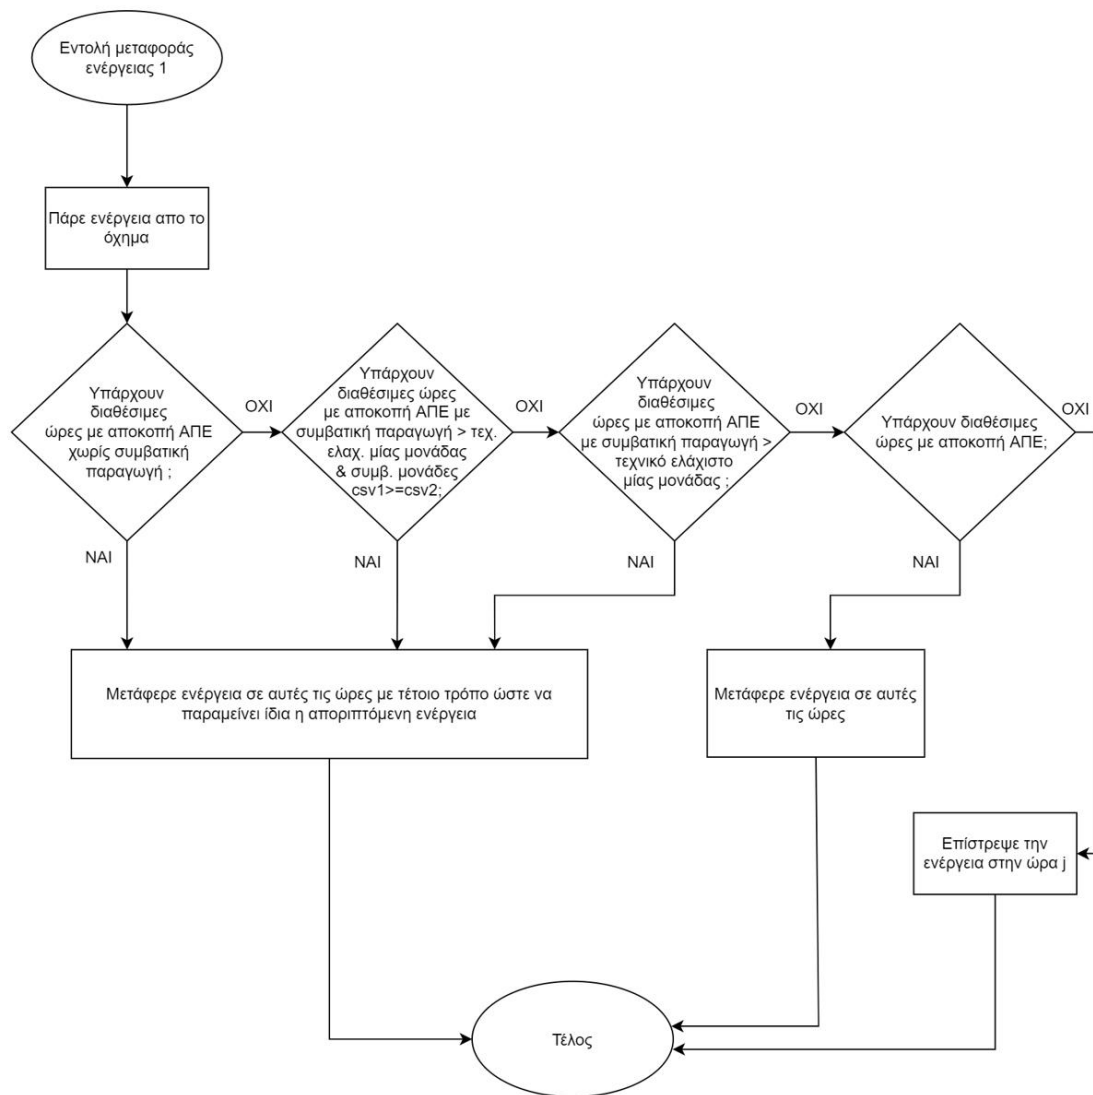 Εντολή μεταφοράς
ενέργειας 1
Πάρε ενέργεια απο το
όχημα
Υπάρχουν
διαθέσιμες
ώρες με αποκοπή ΑΠΕ
χωρίς συμβατική
παραγωγή ;
ΟΧΙ
Υπάρχουν
διαθέσιμες ώρες
με αποκοπή ΑΠΕ με
συμβατική παραγωγή > τεχ.
ελαχ. μίας μονάδας
& συμβ. μονάδες
csv1>=csv2;
ΟΧΙ
Υπάρχουν
διαθέσιμες
ώρες με αποκοπή ΑΠΕ
με συμβατική παραγωγή >
τεχνικό ελάχιστο
μίας μονάδας ;
ΟΧΙ
Υπάρχουν διαθέσιμες
ώρες με αποκοπή ΑΠΕ;
ΟΧΙ
ΝΑΙ
ΝΑΙ
ΝΑΙ
ΝΑΙ
Μετάφερε ενέργεια σε αυτές τις ώρες με τέτοιο τρόπο ώστε να
παραμείνει ίδια η αποριπτόμενη ενέργεια
Μετάφερε ενέργεια σε αυτές
τις ώρες
Επίστρεψε την
ενέργεια στην ώρα j
Τέλος